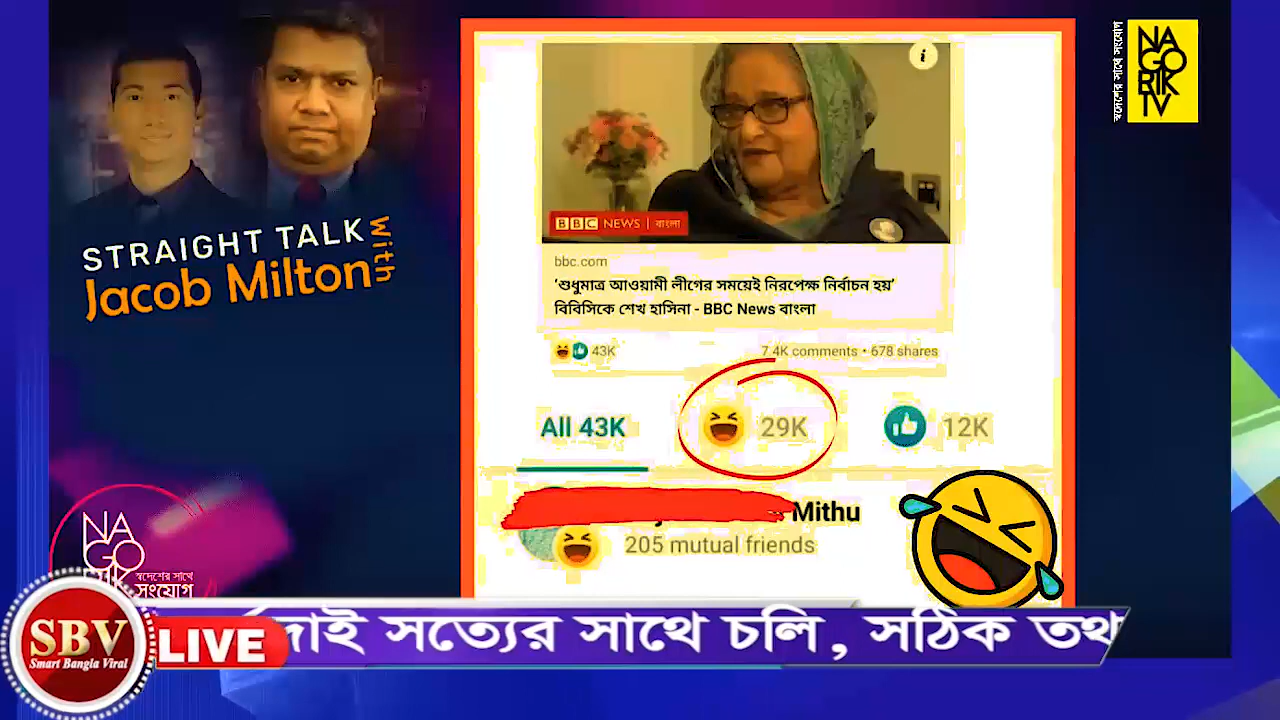 STRAIGHT TALK with
Jacob Milton
NAGORIK TV
BBC NEWS | বাংলা
bbc.com
‘শুধুমাত্র আওয়ামী লীগের সময়েই নিরপেক্ষ নির্বাচন হয়’
বিবিসিকে শেখ হাসিনা - BBC News বাংলা
43K
7.4K comments • 678 shares
All 43K
29K
12K
Mithu
205 mutual friends
NAGO
স্বদেশের সাথে
সংযোগ
SBV
Smart Bangla Viral
LIVE
সত্যের সাথে চলি, সঠিক